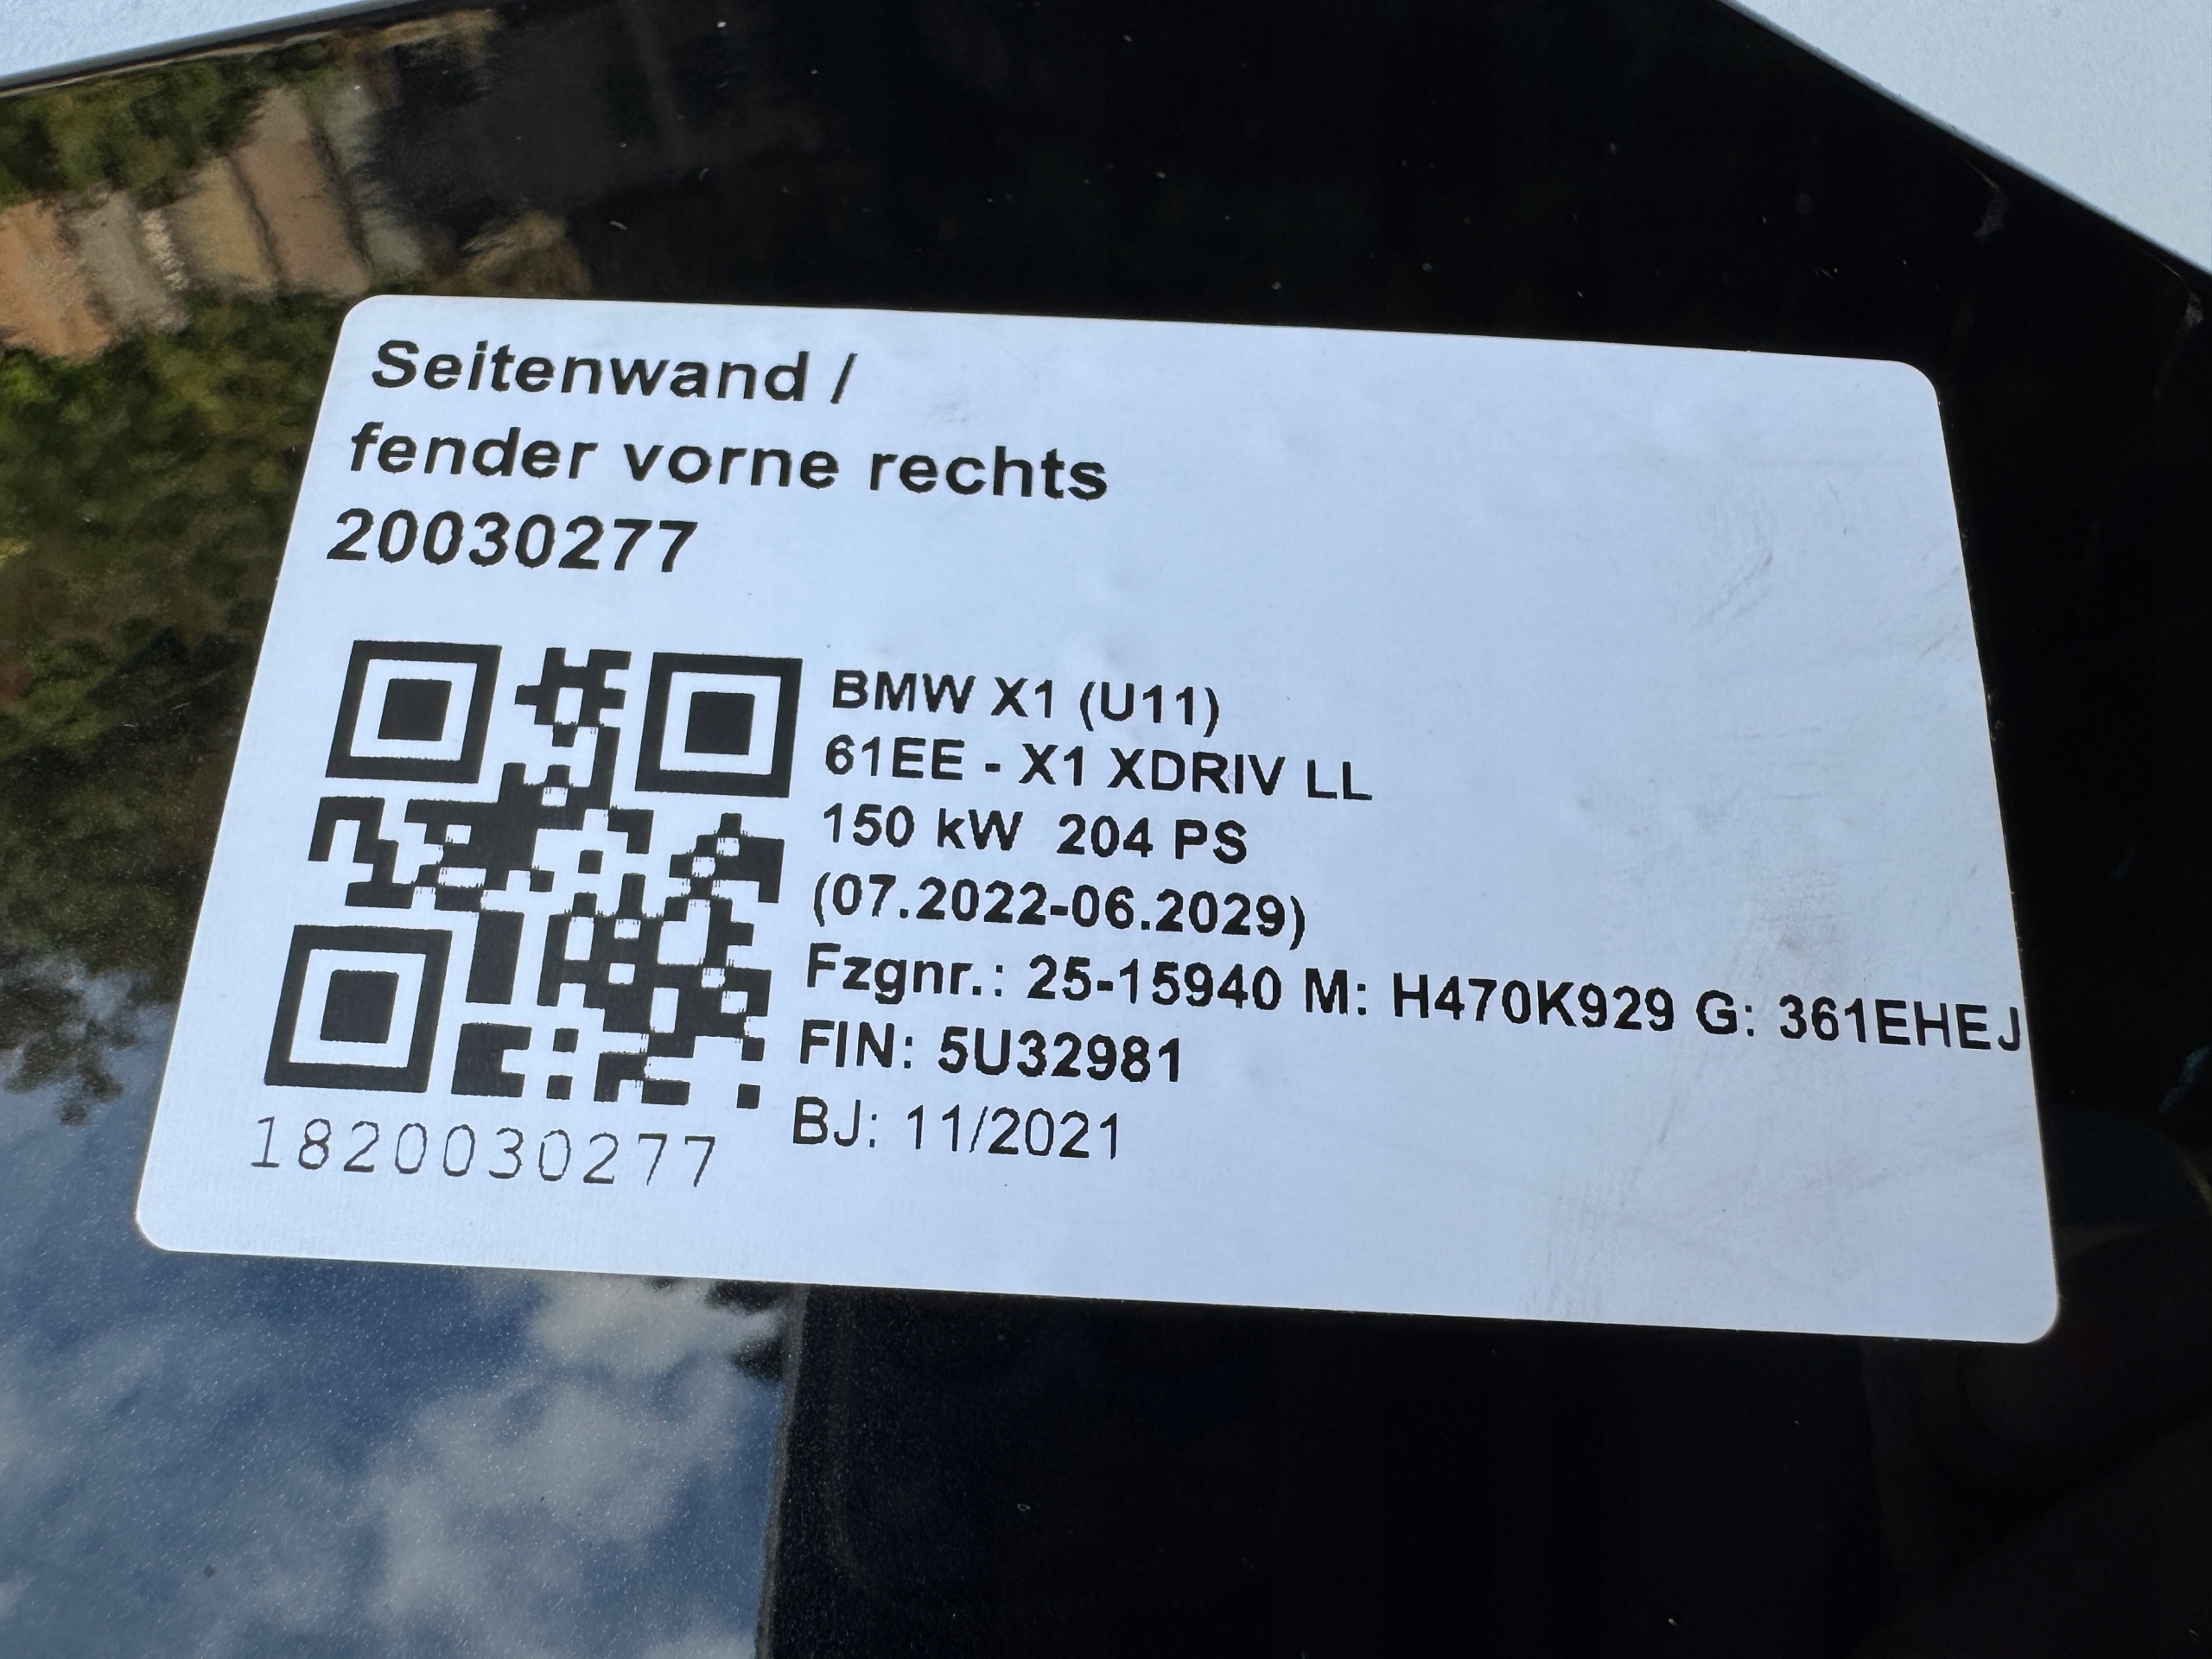 Seitenwand /
fender vorne rechts
20030277
BMW X1 (U11)
61EE - X1 XDRIV LL
150 kW 204 PS
(07.2022-06.2029)
Fzgnr.: 25-15940 M: H470K929 G: 361EHEJ
FIN: 5U32981
BJ: 11/2021
1820030277